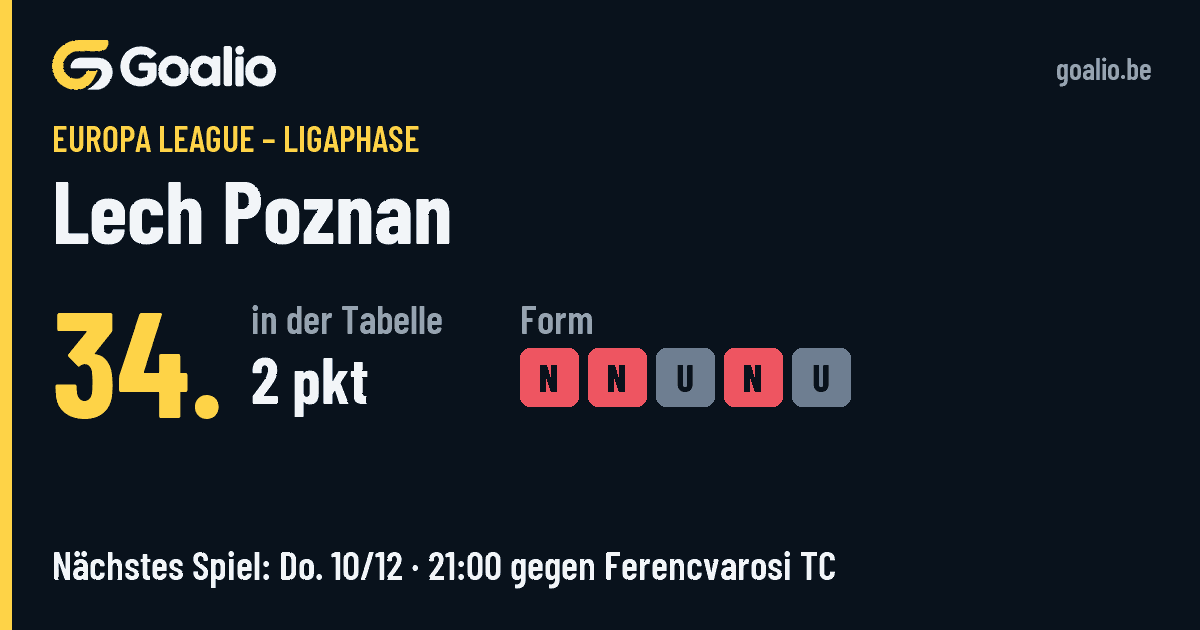 Goalio
goalio.be
EUROPA LEAGUE – LIGAPHASE
Lech Poznan
34.
in der Tabelle
2 pkt
Form
N N U N U
Nächstes Spiel: Do. 10/12 · 21:00 gegen Ferencvarosi TC